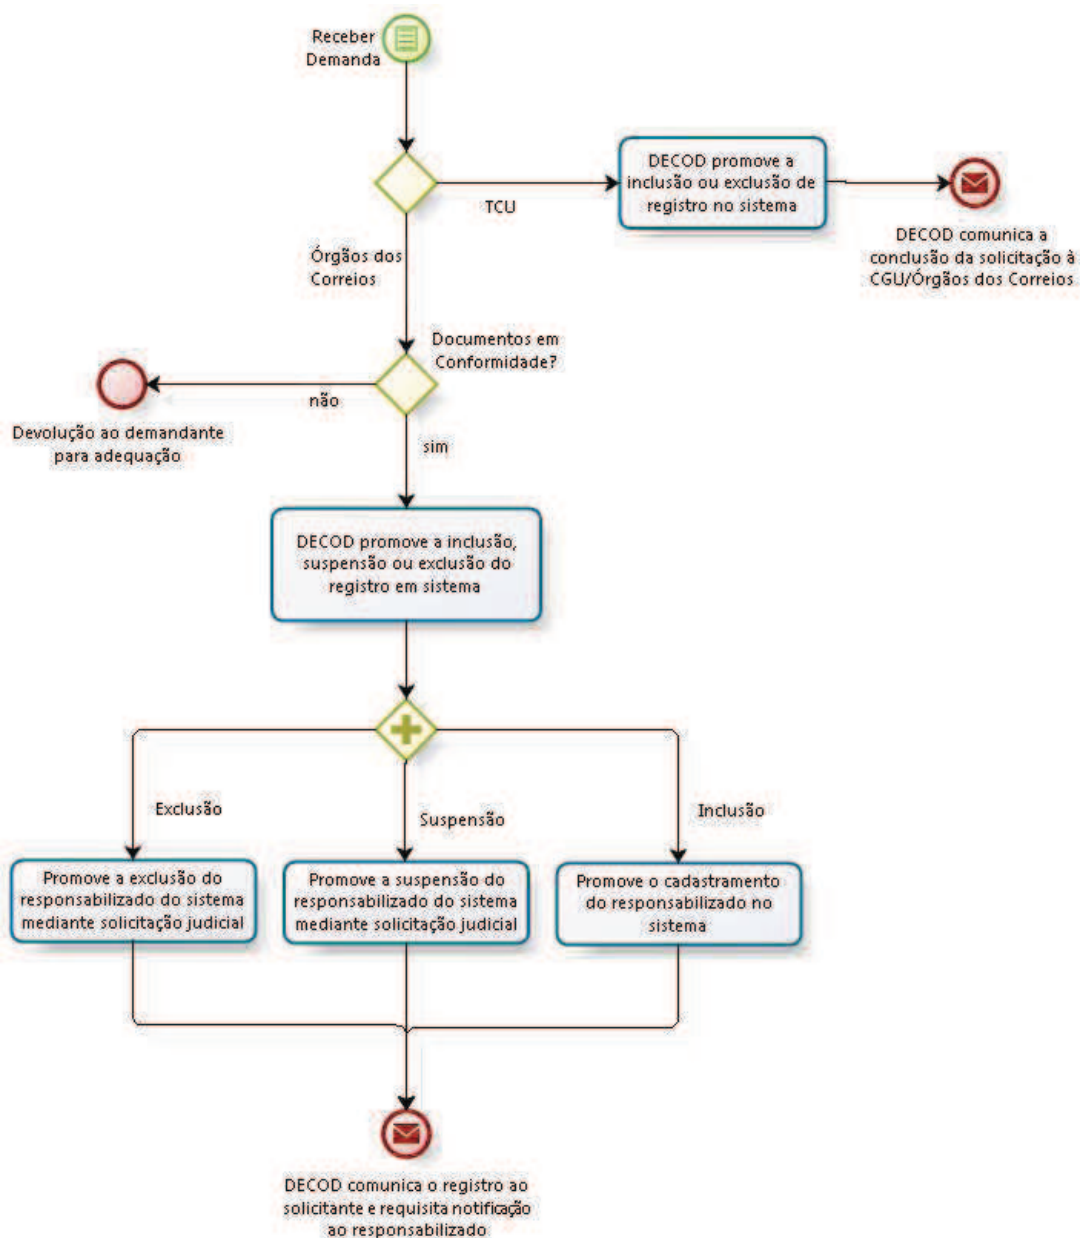 Receber
Demanda
DECOD promove a
inclusão ou exclusão de
registro no sistema
TCU
DECOD comunica a
conclusão da solicitação à
CGU/Órgãos dos Correios
Órgãos dos
Correios
Documentos em
Conformidade?
não
Devolução ao demandante
para adequação
sim
DECOD promove a inclusão,
suspensão ou exclusão do
registro em sistema
Exclusão
Suspensão
Inclusão
Promove a exclusão do
responsabilizado do sistema
mediante solicitação judicial
Promove a suspensão do
responsabilizado do sistema
mediante solicitação judicial
Promove o cadastramento
do responsabilizado no
sistema
DECOD comunica o registro ao
solicitante e requisita notificação
ao responsabilizado